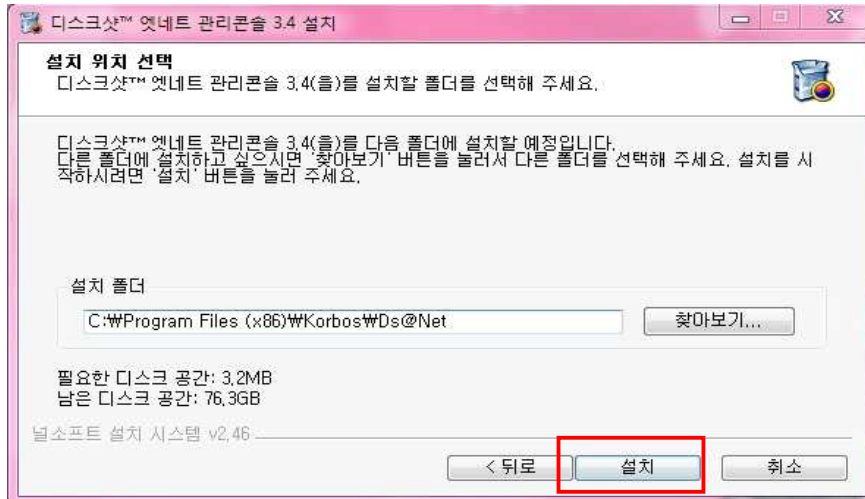 디스크샷™ 엣네트 관리콘솔 3.4 설치
설치 위치 선택
디스크샷™ 엣네트 관리콘솔 3.4(을)를 설치할 폴더를 선택해 주세요.
디스크샷™ 엣네트 관리콘솔 3.4(을)를 다음 폴더에 설치할 예정입니다.
다른 폴더에 설치하고 싶으시면 '찾아보기' 버튼을 눌러서 다른 폴더를 선택해 주세요. 설치를 시
작하시려면 '설치' 버튼을 눌러 주세요.
설치 폴더
C:₩Program Files (x86)₩Korbos₩Ds@Net
찾아보기...
필요한 디스크 공간: 3.2MB
남은 디스크 공간: 76.3GB
널소프트 설치 시스템 v2.46
< 뒤로
설치
취소